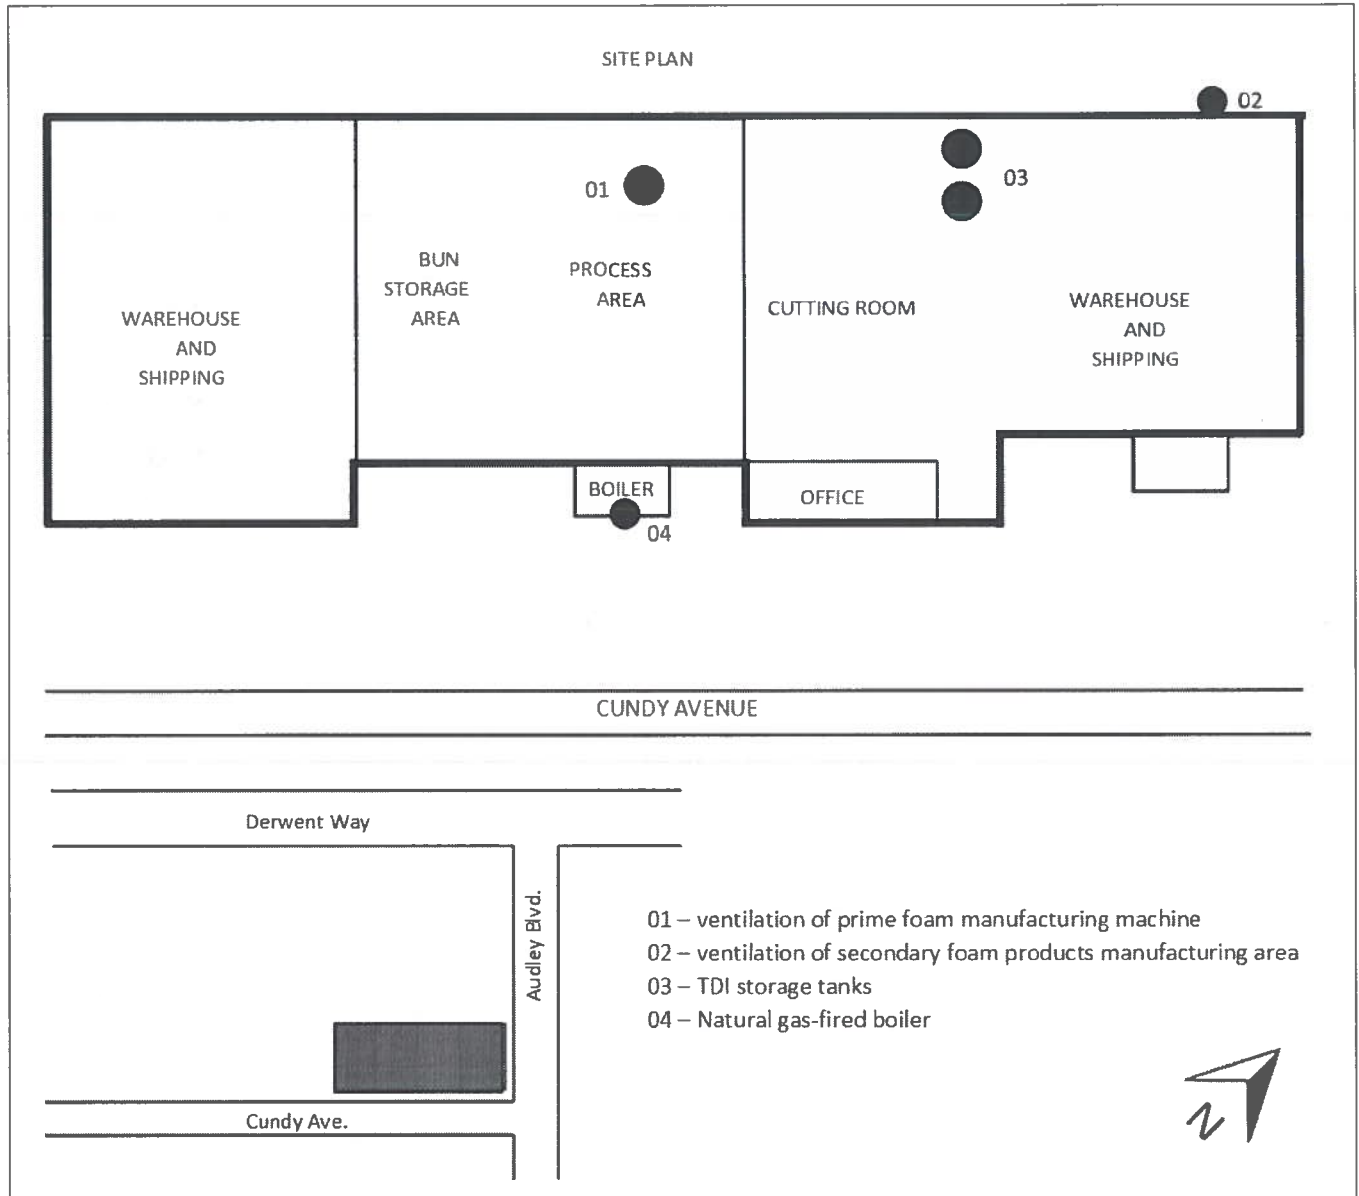 SITE PLAN
02
01
03
BUN
STORAGE
AREA
PROCESS
AREA
CUTTING ROOM
WAREHOUSE
AND
SHIPPING
WAREHOUSE
AND
SHIPPING
BOILER
OFFICE
04
CUNDY AVENUE
Derwent Way
Audley Blvd.
01 – ventilation of prime foam manufacturing machine
02 – ventilation of secondary foam products manufacturing area
03 – TDI storage tanks
04 – Natural gas-fired boiler
Cundy Ave.
N